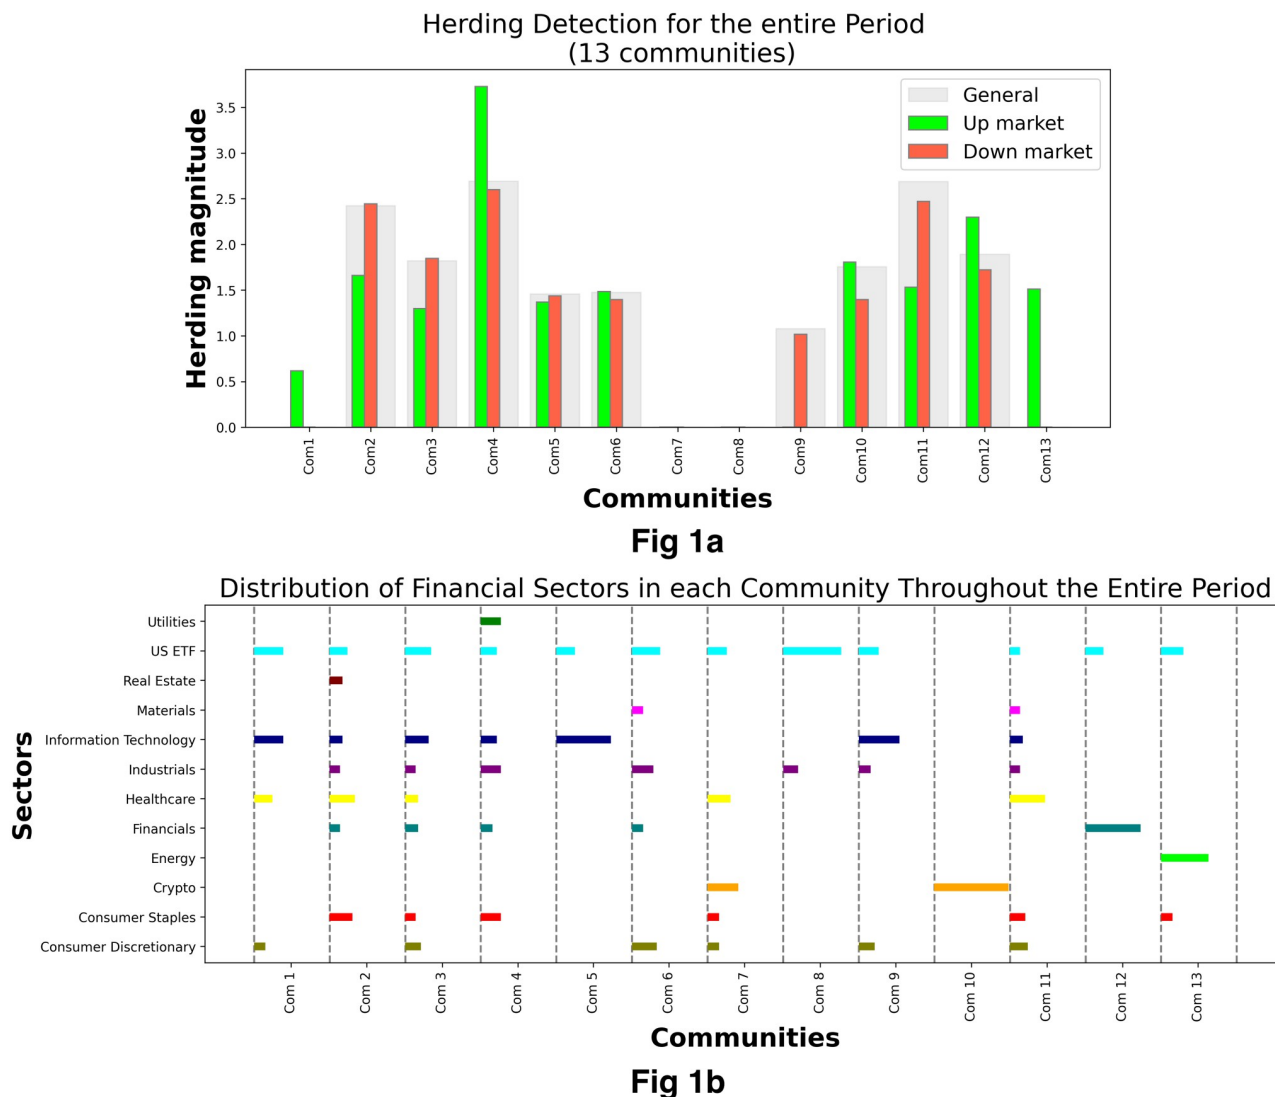 Herding Detection for the entire Period
(13 communities)
Herding magnitude
3.5
3.0
2.5
2.0
1.5
1.0
0.5
0.0
General
Up market
Down market
Com1
Com2
Com3
Com4
Com5
Com6
Com7
Com8
Com9
Com10
Com11
Com12
Com13
Communities
Fig 1a
Distribution of Financial Sectors in each Community Throughout the Entire Period
Sectors
Utilities
US ETF
Real Estate
Materials
Information Technology
Industrials
Healthcare
Financials
Energy
Crypto
Consumer Staples
Consumer Discretionary
Com 1
Com 2
Com 3
Com 4
Com 5
Com 6
Com 7
Com 8
Com 9
Com 10
Com 11
Com 12
Com 13
Communities
Fig 1b